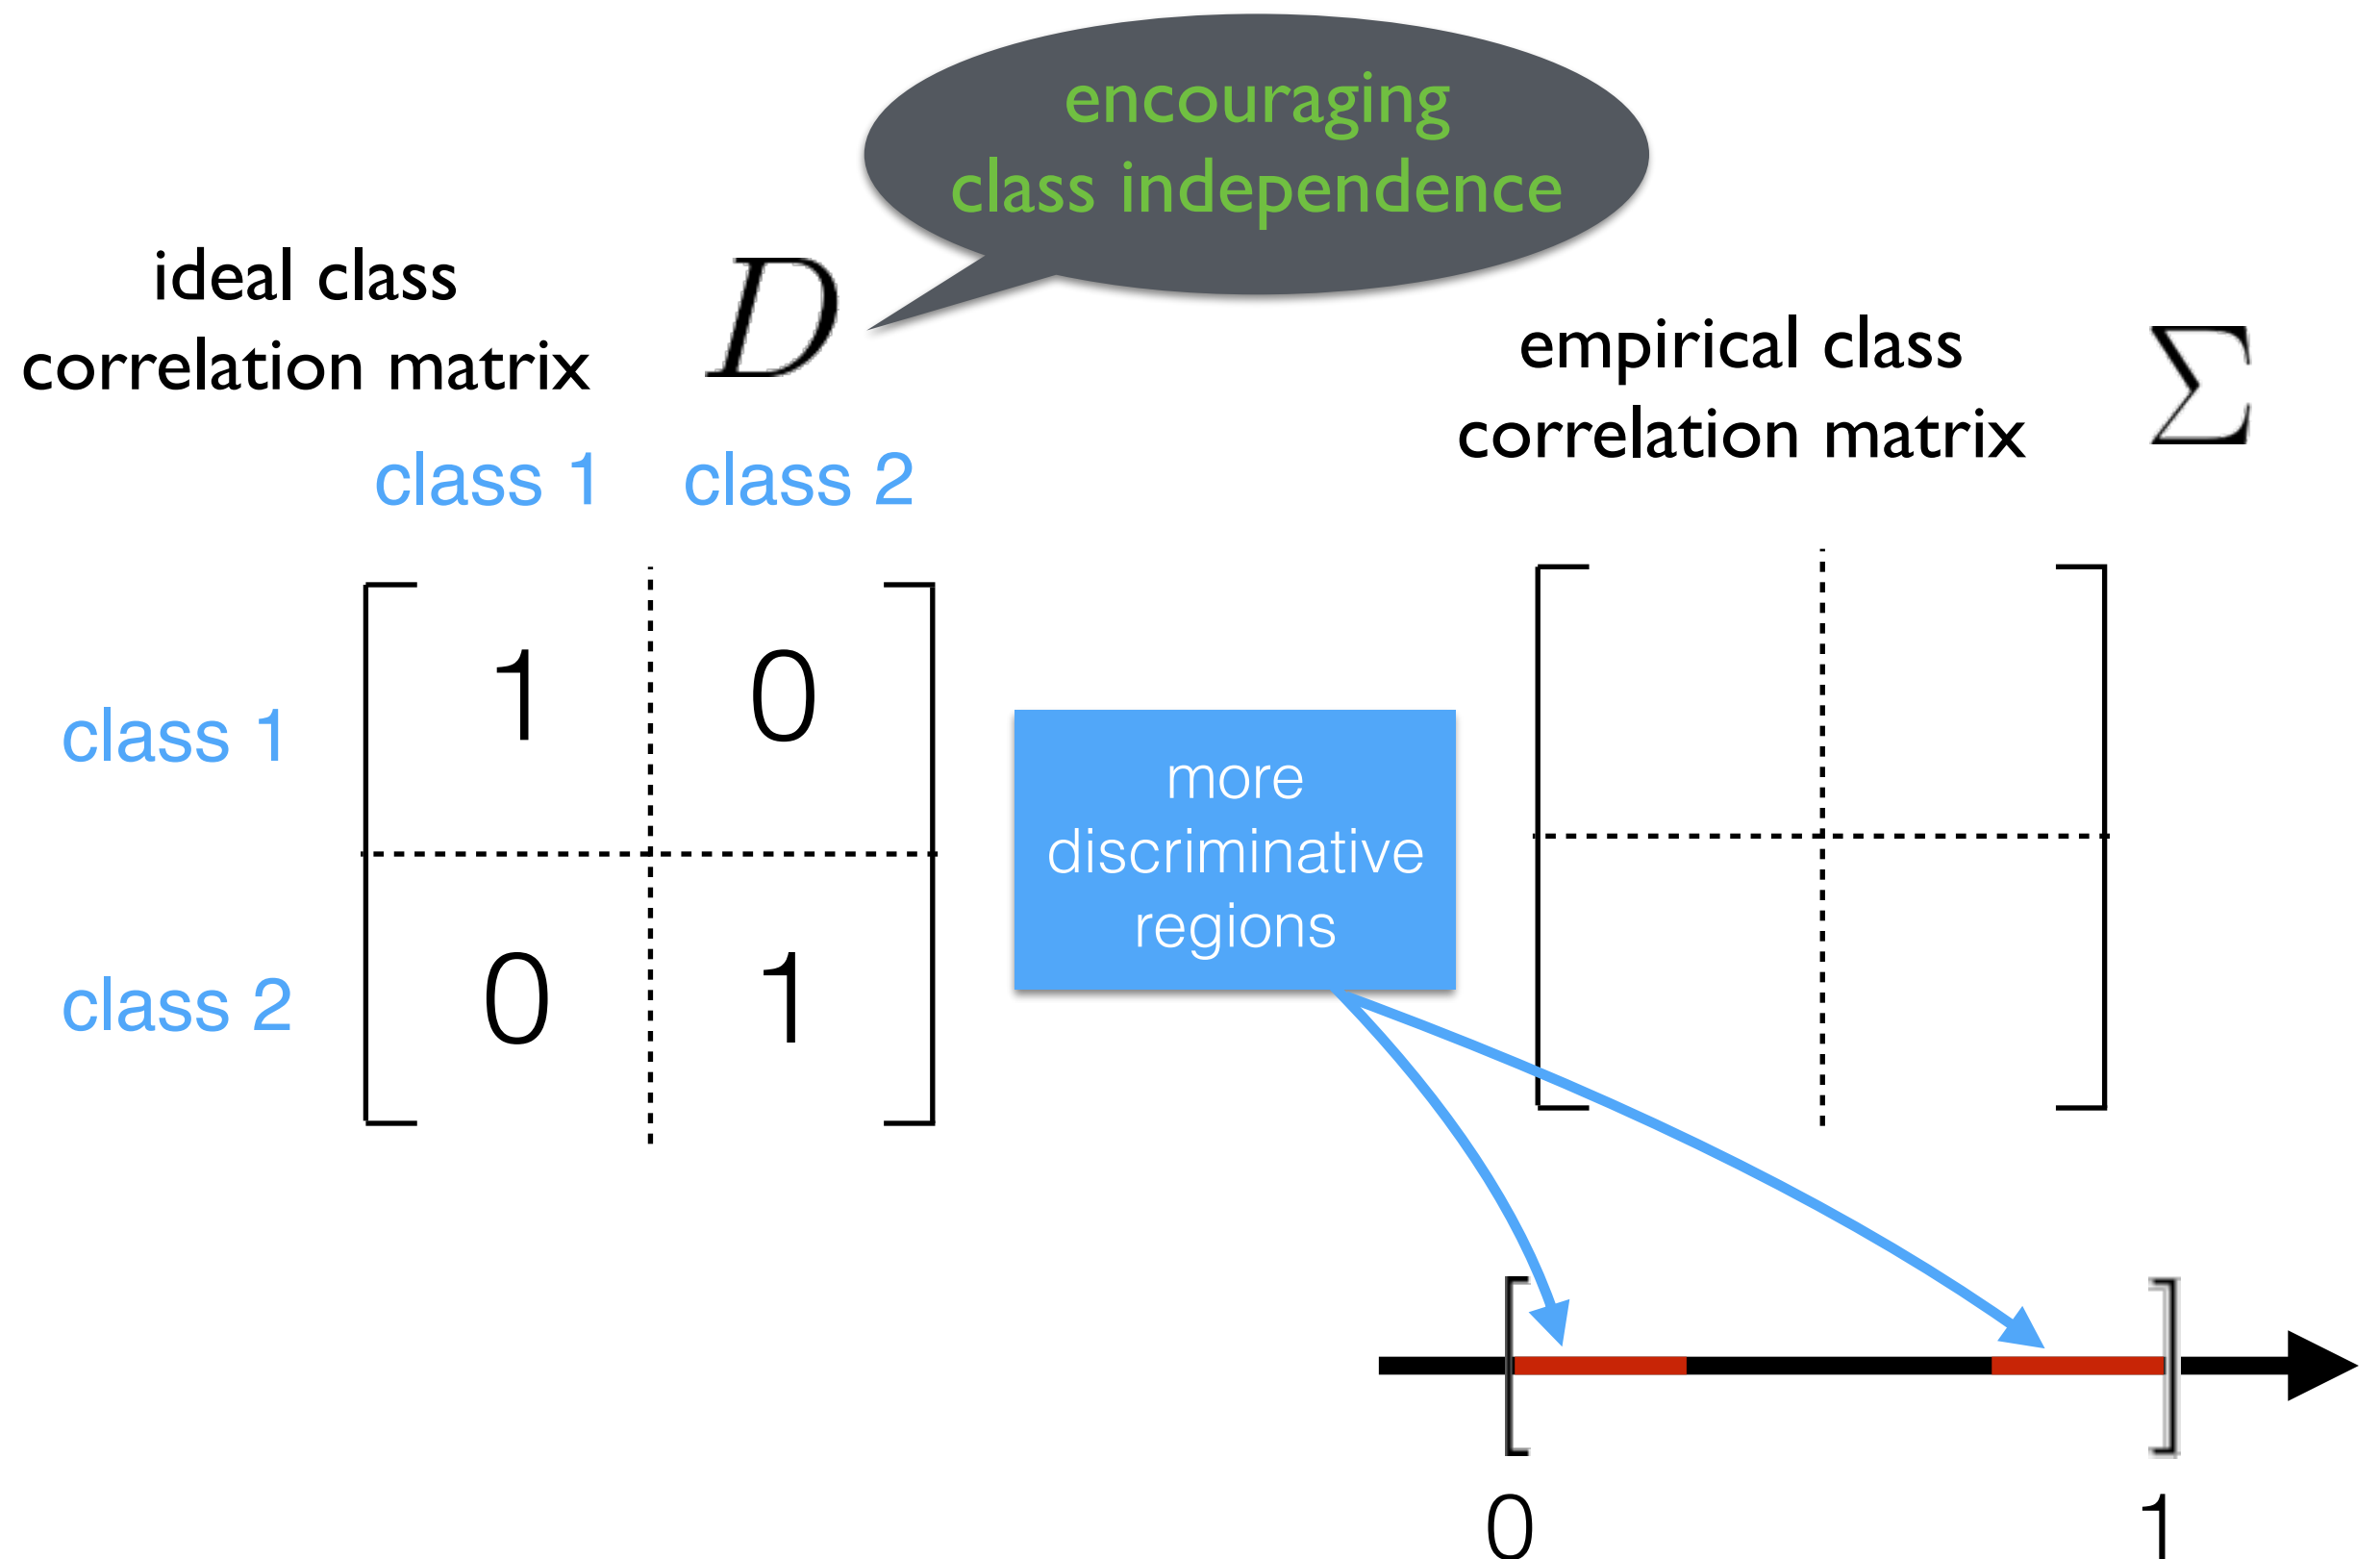 encouraging
class independence
ideal class
correlation matrix
D
empirical class
correlation matrix
Σ
class 1 class 2
class 1
1 0
class 2
0 1
more
discriminative
regions
0 1